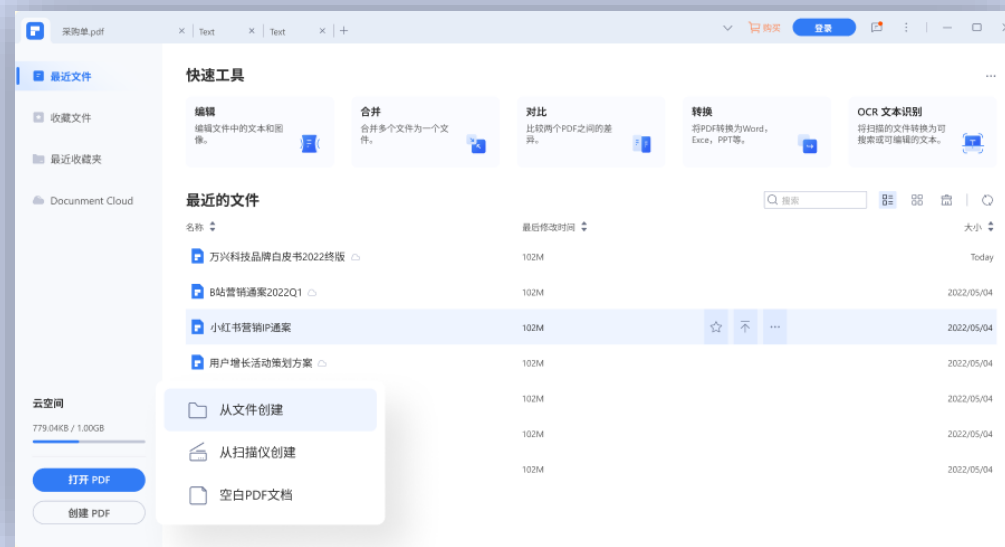 采购单.pdf
Text
Text
购买
登录
最近文件
收藏文件
最近收藏夹
Docunment Cloud
快速工具
编辑
编辑文件中的文本和图
像。
合并
合并多个文件为一个文
件。
对比
比较两个PDF之间的差
异。
转换
将PDF转换为Word，
Exce，PPT等。
OCR 文本识别
将扫描的文件转换为可
搜索或可编辑的文本。
最近的文件
搜索
名称
最后修改时间
大小
万兴科技品牌白皮书2022终版
102M
Today
B站营销通案2022Q1
102M
2022/05/04
小红书营销IP通案
102M
2022/05/04
用户增长活动策划方案
102M
2022/05/04
102M
2022/05/04
102M
2022/05/04
102M
2022/05/04
云空间
779.04KB / 1.00GB
打开 PDF
创建 PDF
从文件创建
从扫描仪创建
空白PDF文档